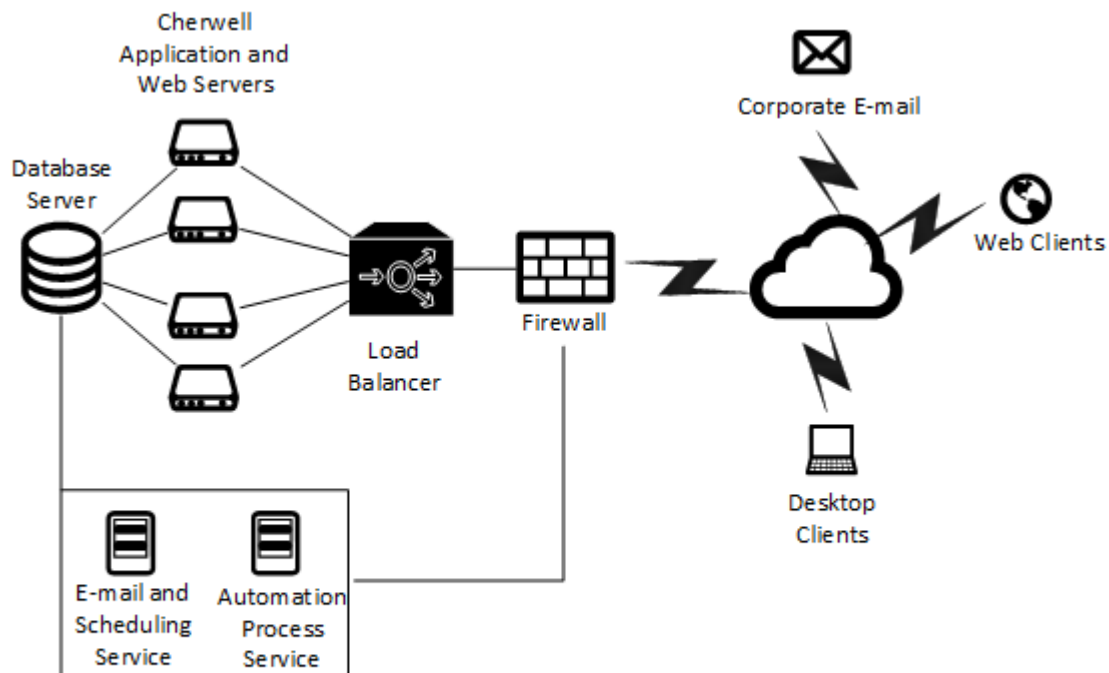 Cherwell
Application and
Web Servers
Database
Server
Load
Balancer
Firewall
Corporate E-mail
Web Clients
Desktop
Clients
E-mail and
Scheduling
Service
Automation
Process
Service